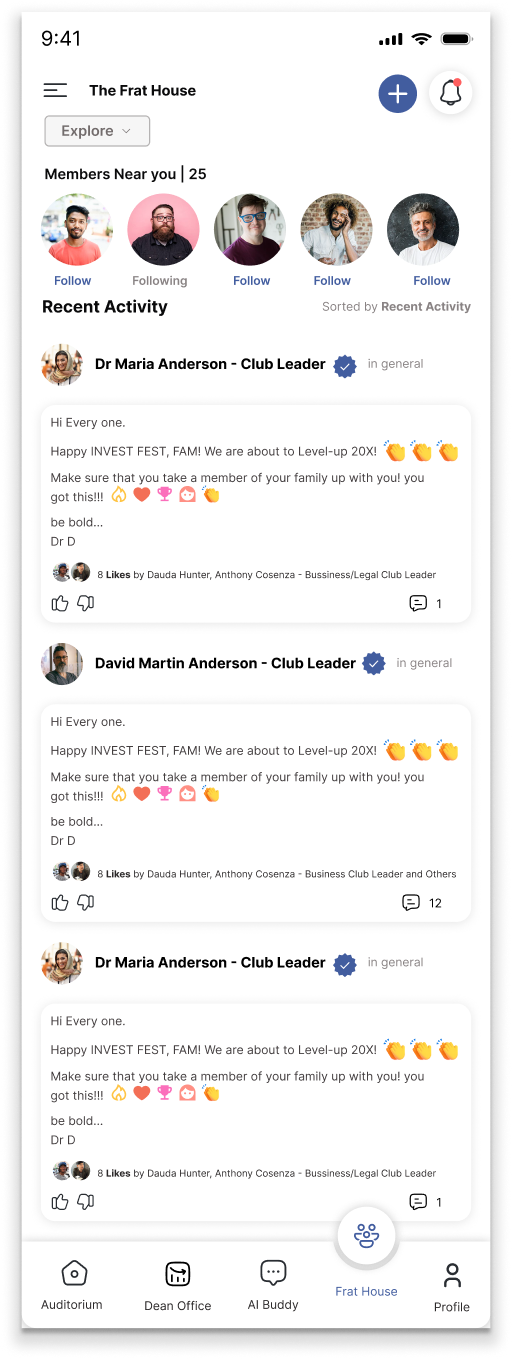 9:41
The Frat House
Explore
Members Near you | 25
Follow Following Follow Follow Follow
Recent Activity Sorted by Recent Activity
Dr Maria Anderson - Club Leader in general
Hi Every one.
Happy INVEST FEST, FAM! We are about to Level-up 20X! 👏 👏 👏
Make sure that you take a member of your family up with you! you
got this!!! 🔥 ❤️ 🏆 👩 👏
be bold...
Dr D
8 Likes by Dauda Hunter, Anthony Cosenza - Bussiness/Legal Club Leader
1
David Martin Anderson - Club Leader in general
Hi Every one.
Happy INVEST FEST, FAM! We are about to Level-up 20X! 👏 👏 👏
Make sure that you take a member of your family up with you! you
got this!!! 🔥 ❤️ 🏆 👩 👏
be bold...
Dr D
8 Likes by Dauda Hunter, Anthony Cosenza - Business Club Leader and Others
12
Dr Maria Anderson - Club Leader in general
Hi Every one.
Happy INVEST FEST, FAM! We are about to Level-up 20X! 👏 👏 👏
Make sure that you take a member of your family up with you! you
got this!!! 🔥 ❤️ 🏆 👩 👏
be bold...
Dr D
8 Likes by Dauda Hunter, Anthony Cosenza - Bussiness/Legal Club Leader
1
Auditorium Dean Office AI Buddy Frat House Profile